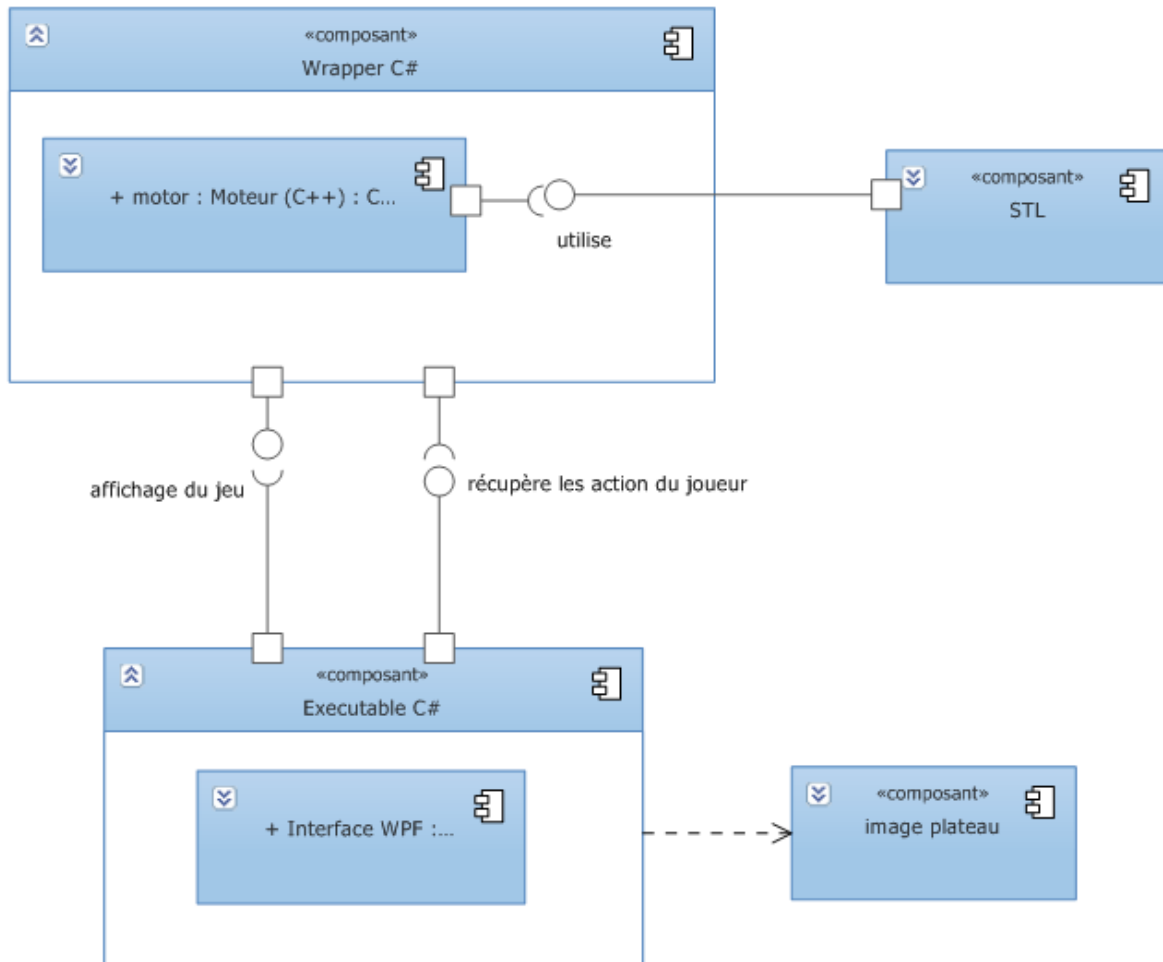 «composant»
Wrapper C#
+ motor : Moteur (C++) : C...
utilise
«composant»
STL
affichage du jeu
récupère les action du joueur
«composant»
Executable C#
+ Interface WPF :...
«composant»
image plateau